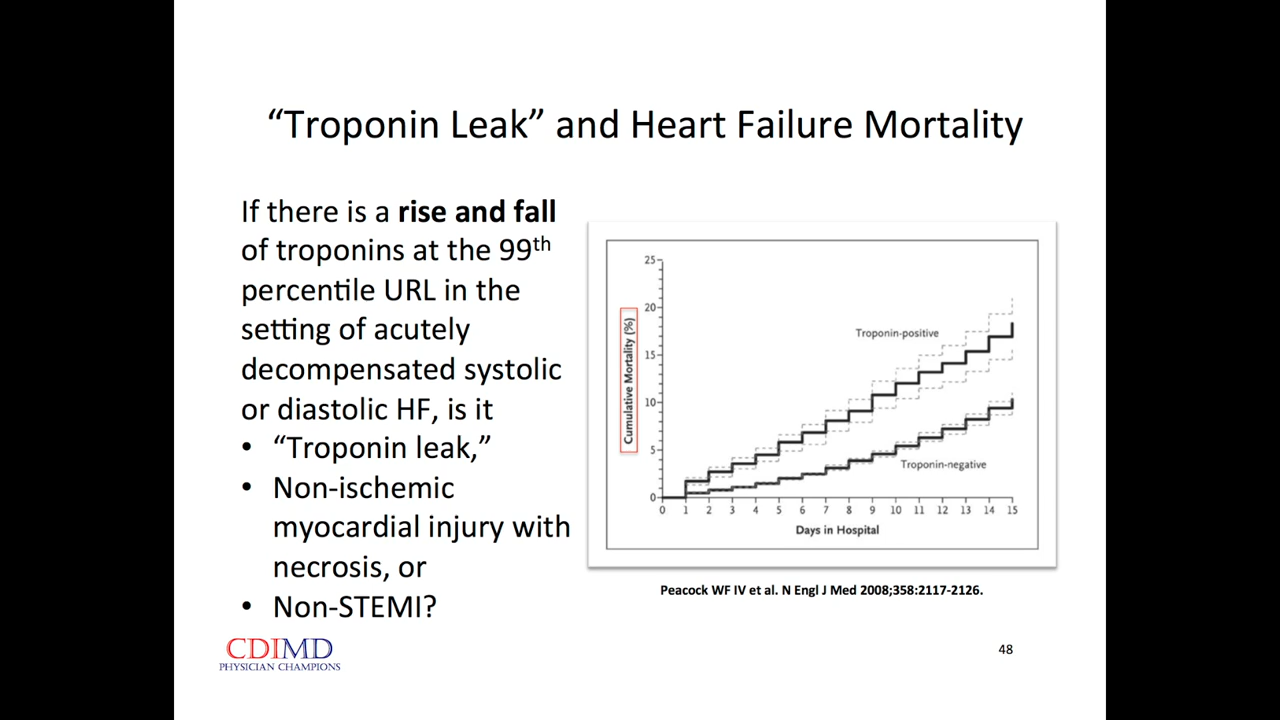 “Troponin Leak” and Heart Failure Mortality
If there is a rise and fall
of troponins at the 99th
percentile URL in the
setting of acutely
decompensated systolic
or diastolic HF, is it
• “Troponin leak,”
• Non-ischemic
myocardial injury with
necrosis, or
• Non-STEMI?
25
20
15
10
5
0
Cumulative Mortality (%)
Troponin-positive
Troponin-negative
0 1 2 3 4 5 6 7 8 9 10 11 12 13 14 15
Days in Hospital
Peacock WF IV et al. N Engl J Med 2008;358:2117-2126.
CDIMD
PHYSICIAN CHAMPIONS
48